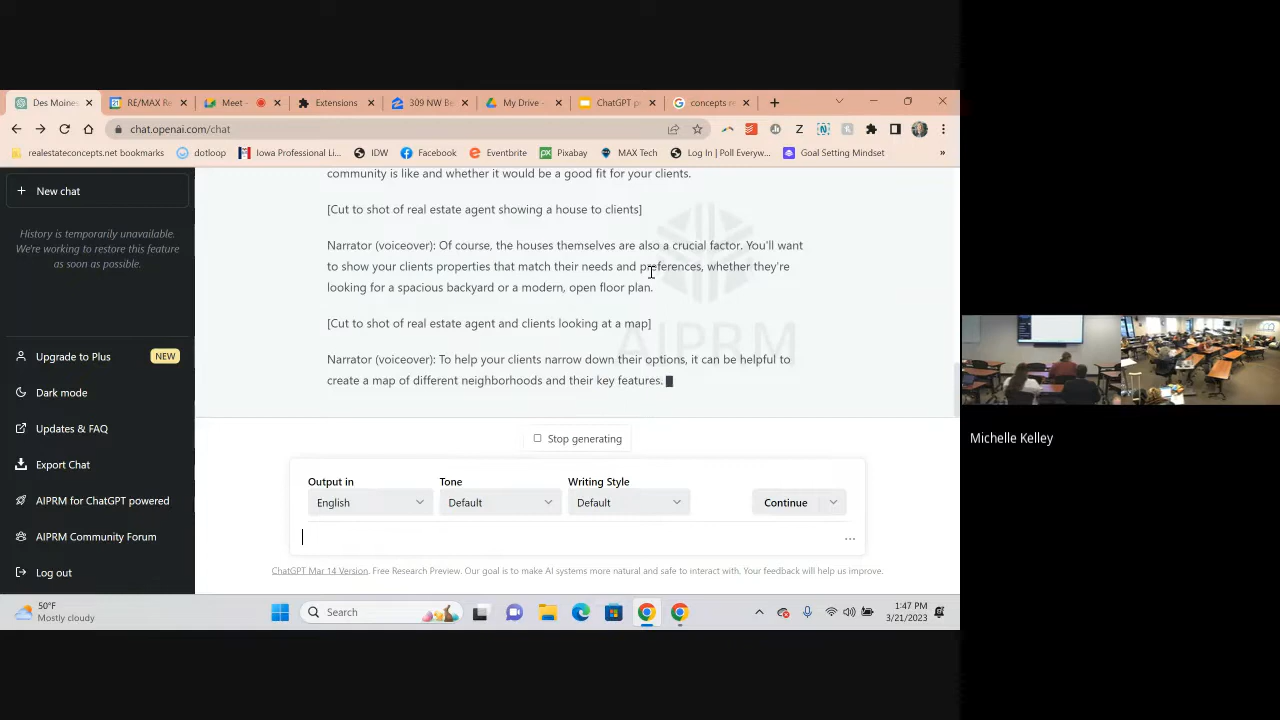 Des Moine
RE/MAX Re
Meet -
Extensions
309 NW Be
My Drive -
ChatGPT p
concepts r
chat.openai.com/chat
realestateconcepts.net bookmarks
dotloop
Iowa Professional Li...
IDW
Facebook
Eventbrite
Pixabay
MAX Tech
Log In | Poll Everyw...
Goal Setting Mindset
»
New chat
History is temporarily unavailable.
We're working to restore this feature
as soon as possible.
Upgrade to Plus
NEW
Dark mode
Updates & FAQ
Export Chat
AIPRM for ChatGPT powered
AIPRM Community Forum
Log out
community is like and whether it would be a good fit for your clients.
[Cut to shot of real estate agent showing a house to clients]
Narrator (voiceover): Of course, the houses themselves are also a crucial factor. You'll want
to show your clients properties that match their needs and preferences, whether they're
looking for a spacious backyard or a modern, open floor plan.
[Cut to shot of real estate agent and clients looking at a map]
Narrator (voiceover): To help your clients narrow down their options, it can be helpful to
create a map of different neighborhoods and their key features.
AIPRM
Stop generating
Output in
Tone
Writing Style
English
Default
Default
Continue
...
ChatGPT Mar 14 Version. Free Research Preview. Our goal is to make AI systems more natural and safe to interact with. Your feedback will help us improve.
50°F
Mostly cloudy
Search
1:47 PM
3/21/2023
Michelle Kelley